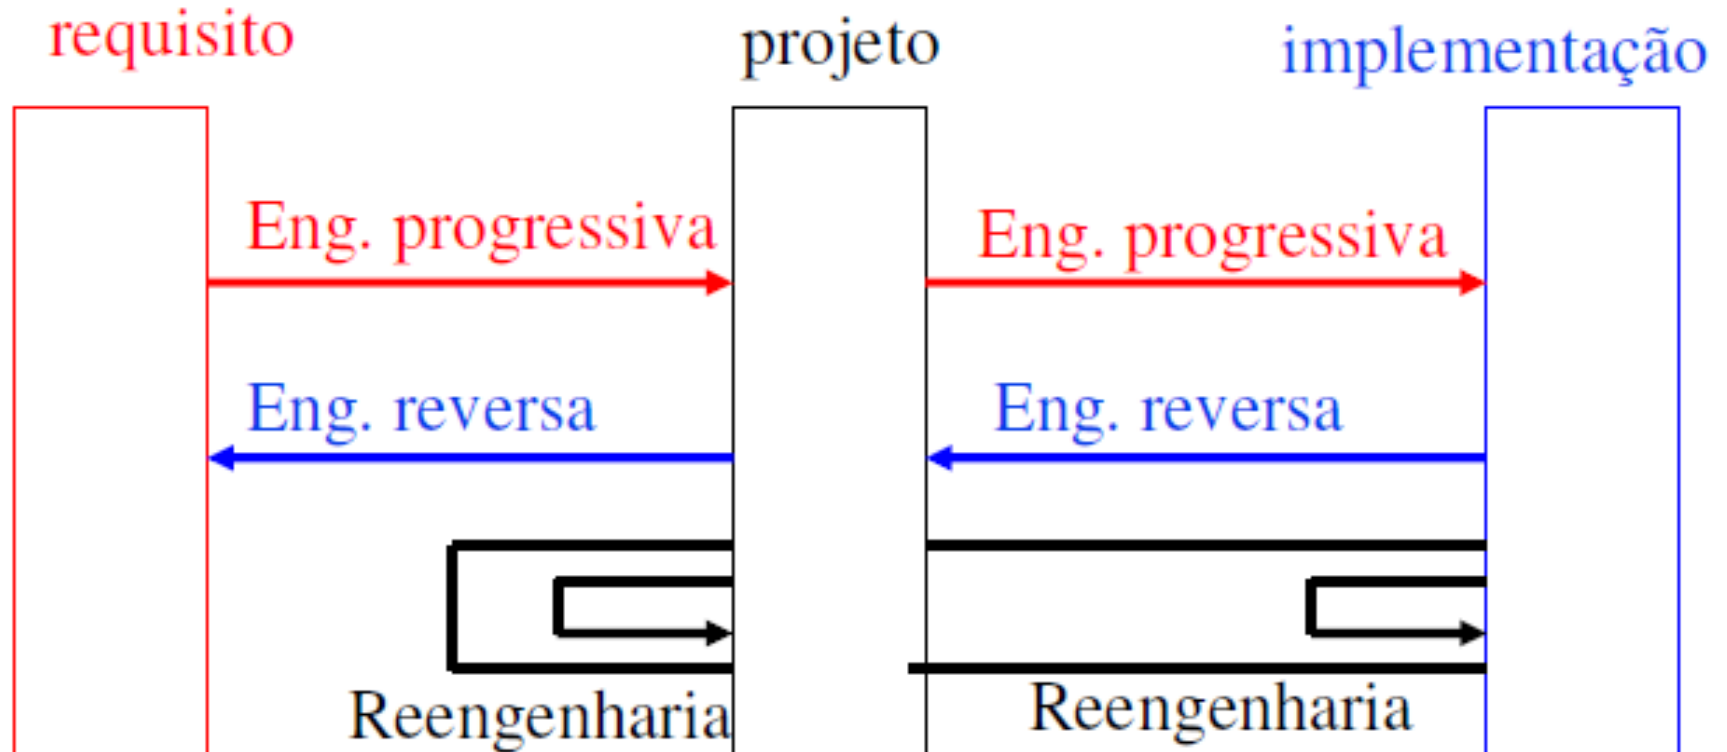 requisito
projeto
implementação
Eng. progressiva
Eng. progressiva
Eng. reversa
Eng. reversa
Reengenharia
Reengenharia